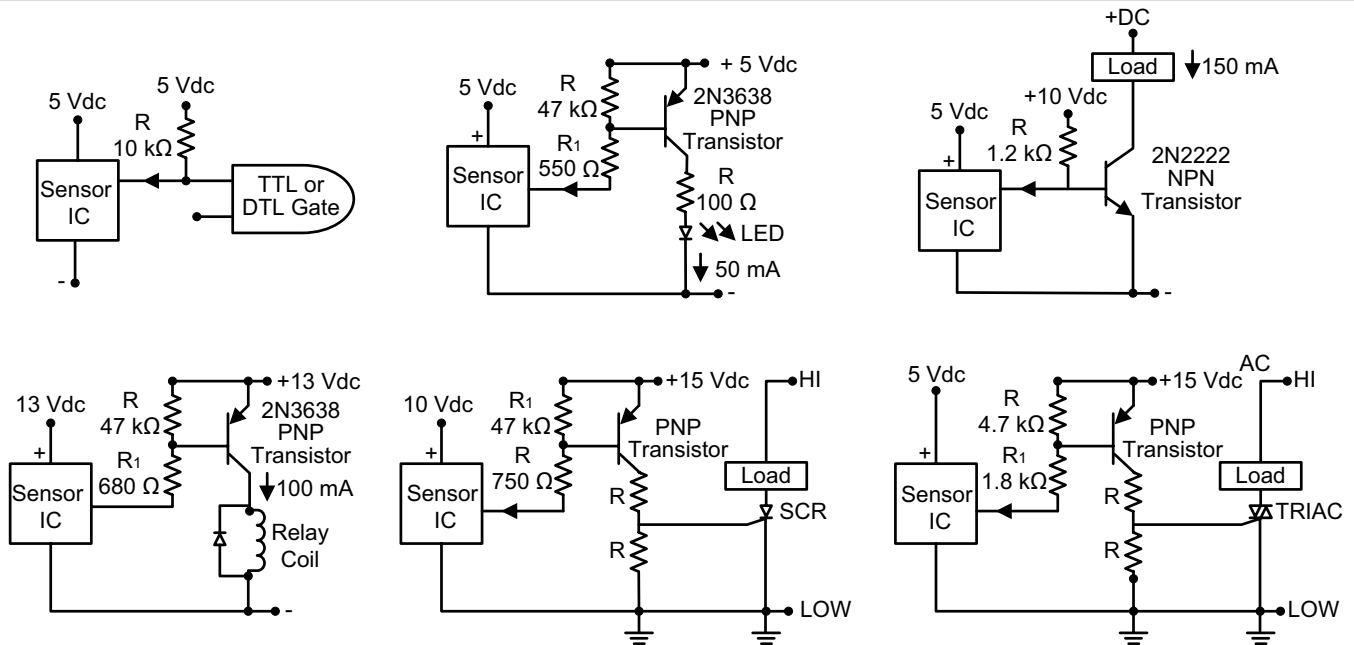 5 Vdc
5 Vdc
R
10 kΩ
Sensor
IC
TTL or
DTL Gate
-
+ 5 Vdc
5 Vdc
+
R
47 kΩ
2N3638
PNP
Transistor
R1
550 Ω
Sensor
IC
R
100 Ω
LED
50 mA
-
+DC
Load
150 mA
+10 Vdc
5 Vdc
+
R
1.2 kΩ
2N2222
NPN
Transistor
Sensor
IC
-
+13 Vdc
13 Vdc
+
R
47 kΩ
2N3638
PNP
Transistor
R1
680 Ω
100 mA
Sensor
IC
Relay
Coil
-
+15 Vdc
HI
10 Vdc
+
R1
47 kΩ
PNP
Transistor
R
750 Ω
Load
Sensor
IC
R
SCR
R
LOW
AC
+15 Vdc
HI
5 Vdc
+
R
4.7 kΩ
PNP
Transistor
R1
1.8 kΩ
Load
Sensor
IC
R
TRIAC
R
LOW